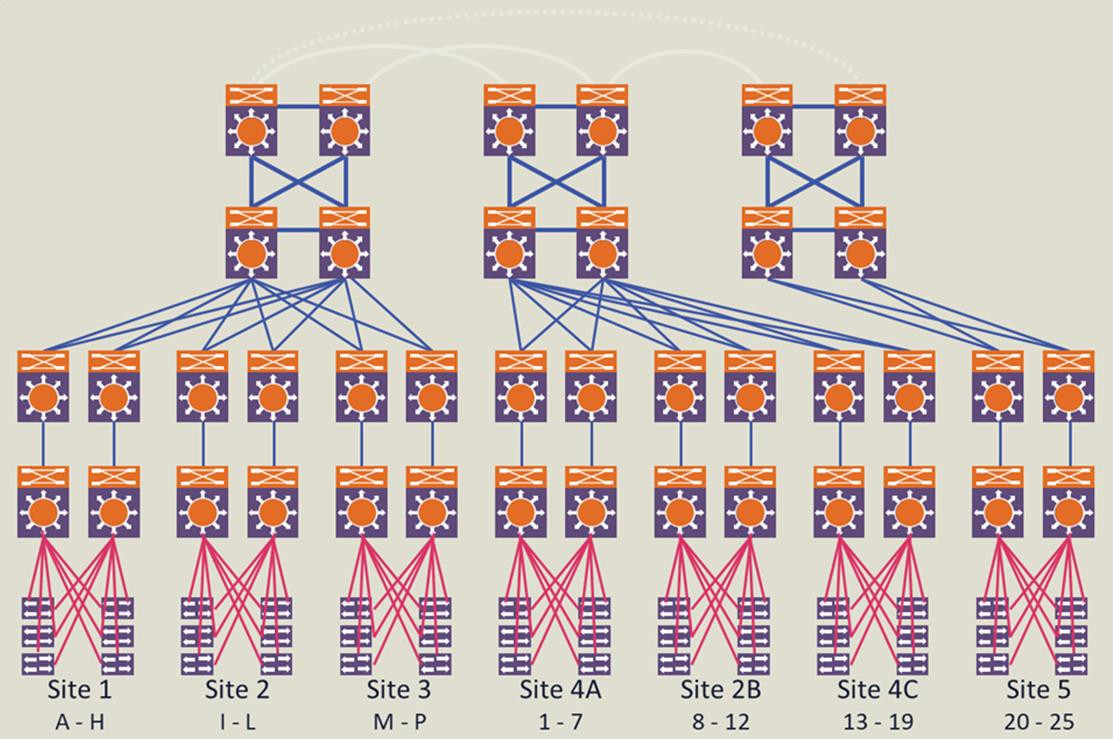 Site 1
A - H
Site 2
I - L
Site 3
M - P
Site 4A
1 - 7
Site 2B
8 - 12
Site 4C
13 - 19
Site 5
20 - 25